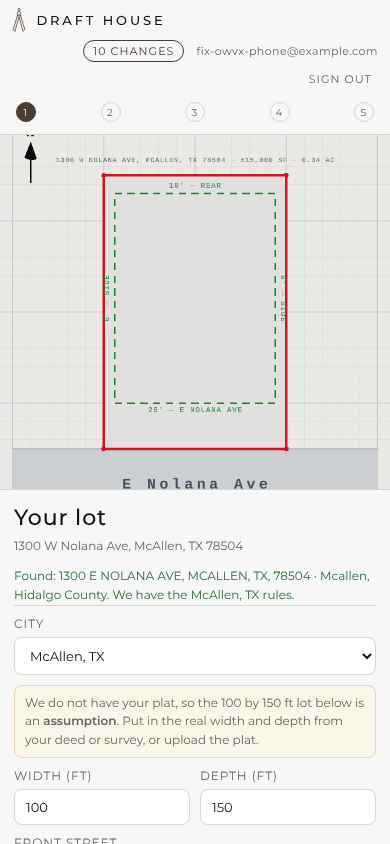 DRAFT HOUSE
10 CHANGES
fix-owvx-phone@example.com
SIGN OUT
1 2 3 4 5
1300 W NOLANA AVE, MCALLEN, TX 78504 · ±15,000 SF · 0.34 AC
10' — REAR
6' — SIDE
6' — SIDE
25' — E NOLANA AVE
E Nolana Ave
Your lot
1300 W Nolana Ave, McAllen, TX 78504
Found: 1300 E NOLANA AVE, MCALLEN, TX, 78504 · Mcallen,
Hidalgo County. We have the McAllen, TX rules.
CITY
McAllen, TX
We do not have your plat, so the 100 by 150 ft lot below is
an assumption. Put in the real width and depth from
your deed or survey, or upload the plat.
WIDTH (FT) DEPTH (FT)
100 150
FRONT STREET